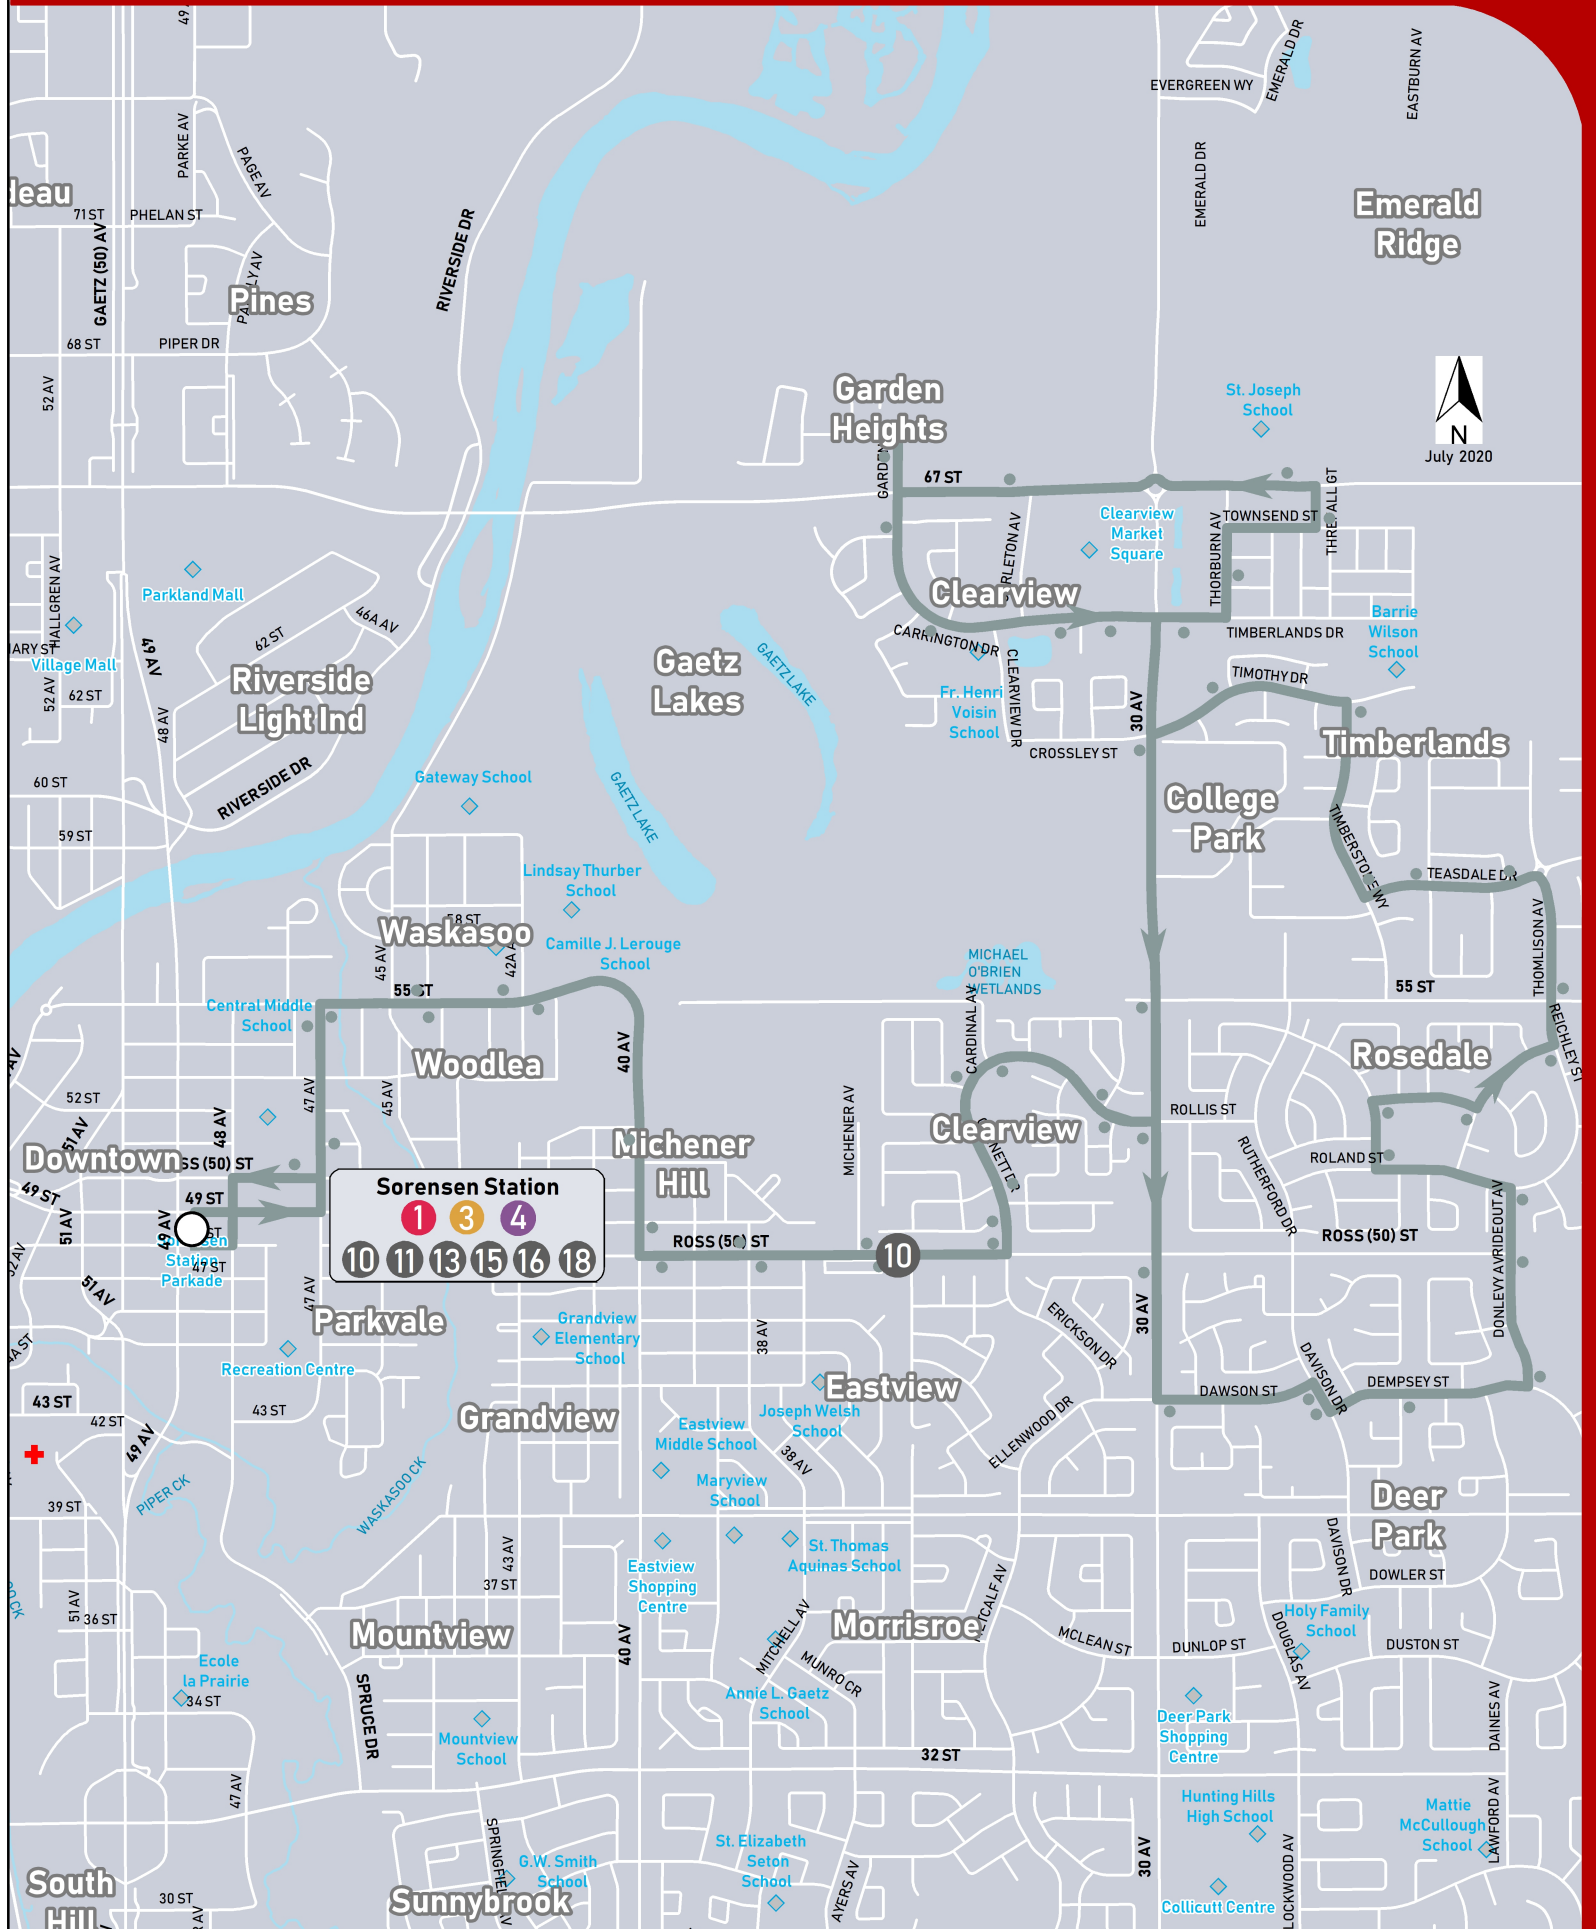 49
EVERGREEN WY
EMERALD DR
EASTBURN AV
PARKE AV
PAGE AV
EMERALD DR
deau
71 ST
PHELAN ST
Emerald
Ridge
GAETZ (50) AV
RIVERSIDE DR
Pines
68 ST
PIPER DR
52 AV
Garden
Heights
St. Joseph
School
N
July 2020
67 ST
Clearview
Market
Square
TOWNSEND ST
THORBURN AV
HALLGREN AV
Parkland Mall
46A AV
62 ST
Clearview
CARRINGTON DR
TIMBERLANDS DR
Barrie
Wilson
School
Village Mall
49 AV
52 AV
62 ST
48 AV
Riverside
Light Ind
Gaetz
Lakes
GAETZ LAKE
TIMOTHY DR
Fr. Henri
Voisin
School
CLEARVIEW DR
CROSSLEY ST
30 AV
Timberlands
60 ST
RIVERSIDE DR
Gateway School
GAETZ LAKE
College
Park
59 ST
Lindsay Thurber
School
TEASDALE DR
58 ST
Waskasoo
Camille J. Lerouge
School
45 AV
THOMLISON AV
MICHAEL
O'BRIEN
WETLANDS
55 ST
55 ST
Central Middle
School
CARDINAL AV
REICHLEY ST
40 AV
Rosedale
Woodlea
52 ST
47 AV
45 AV
MICHENER AV
ROLLIS ST
48 AV
51 AV
Clearview
Michener
Hill
RUTHERFORD DR
ROLAND ST
Downtown
SS (50) ST
49 ST
49 ST
51 AV
49 AV
Sorensen Station
1 3 4
10 11 13 15 16 18
ROSS (50) ST
10
ROSS (50) ST
DONLEVY AV
RIDEOUT AV
Sorensen
Station
Parkade
47 ST
51 AV
47 AV
Parkvale
Grandview
Elementary
School
38 AV
ERICKSON DR
30 AV
Recreation Centre
DAVISON DR
43 ST
42 ST
43 ST
49 AV
Grandview
Eastview
DAWSON ST
DEMPSEY ST
Joseph Welsh
School
Eastview
Middle School
38 AV
ELLENWOOD DR
Maryview
School
PIPER CK
WASKASOO CK
39 ST
Deer
Park
DAVISON DR
43 AV
37 ST
St. Thomas
Aquinas School
Eastview
Shopping
Centre
DOWLER ST
51 AV
36 ST
Mountview
40 AV
MITCHELL AV
Morrisroe
MCLEAN ST
DUNLOP ST
DOUGLAS AV
Holy Family
School
DUSTON ST
MUNRO CR
Ecole
la Prairie
34 ST
SPRUCE DR
Annie L. Gaetz
School
Deer Park
Shopping
Centre
DAINES AV
Mountview
School
32 ST
47 AV
Hunting Hills
High School
Mattie
McCullough
School
LAWFORD AV
30 AV
LOCKWOOD AV
G.W. Smith
School
St. Elizabeth
Seton
School
AYERS AV
South
Hill
30 ST
Sunnybrook
Collicutt Centre